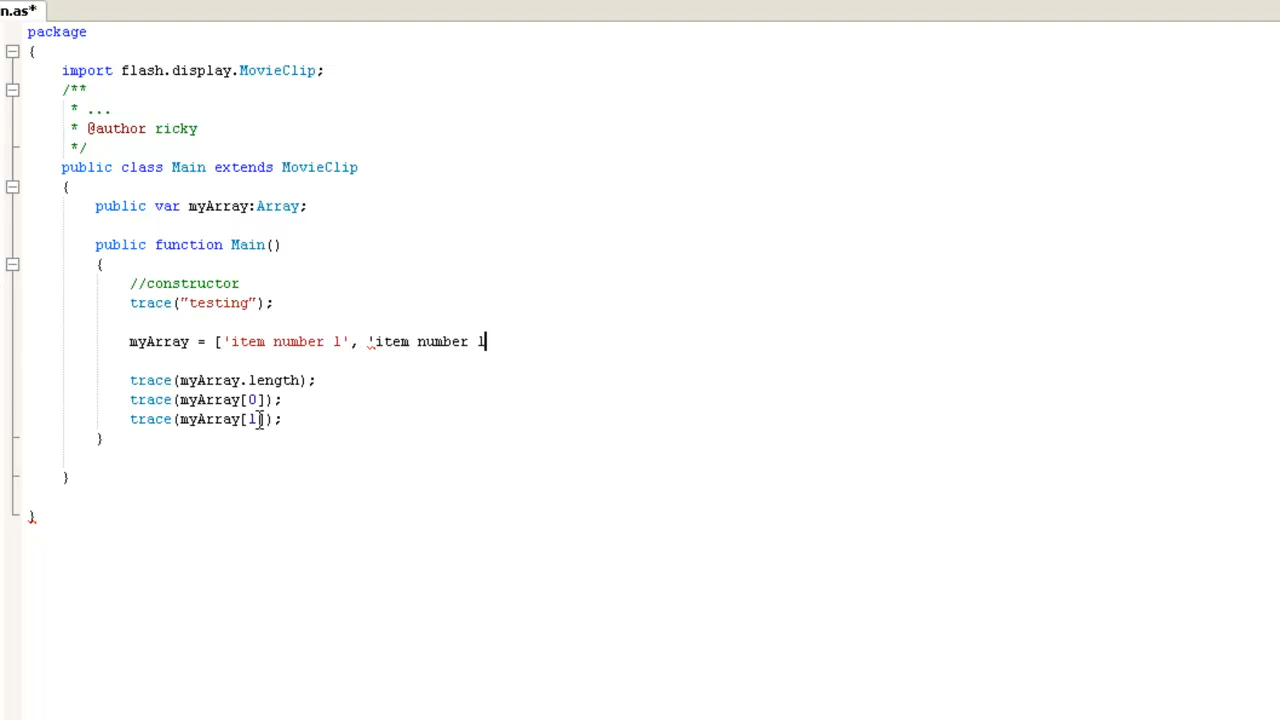 n.as*
package
{
import flash.display.MovieClip;
/**
* ...
* @author ricky
*/
public class Main extends MovieClip
{
public var myArray:Array;
public function Main()
{
//constructor
trace("testing");
myArray = ['item number 1', 'item number 1
trace(myArray.length);
trace(myArray[0]);
trace(myArray[1]);
}
}
}